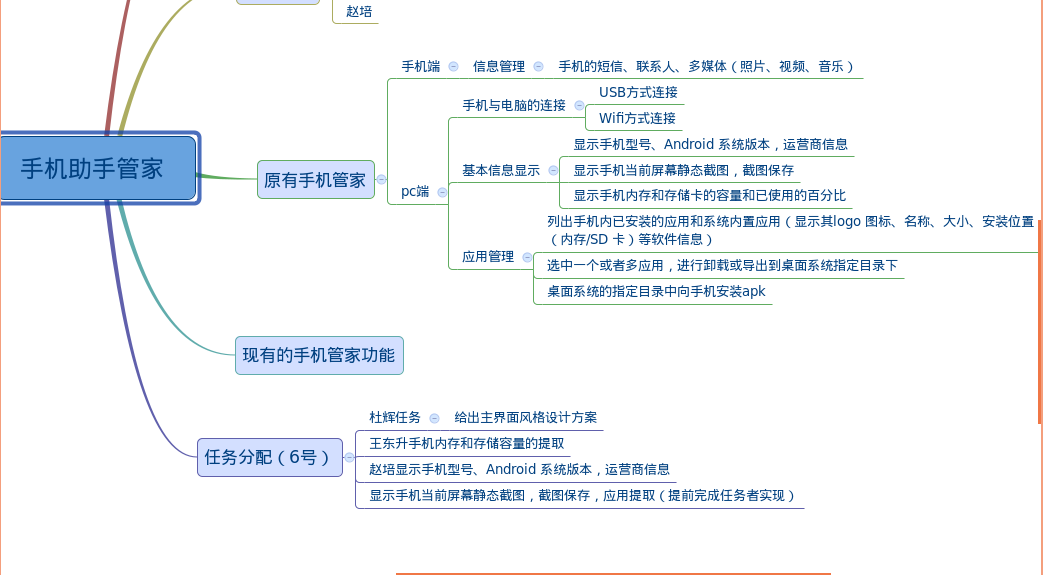 赵培
手机助手管家
原有手机管家
手机端
信息管理
手机的短信、联系人、多媒体（照片、视频、音乐）
pc端
手机与电脑的连接
USB方式连接
Wifi方式连接
基本信息显示
显示手机型号、Android 系统版本，运营商信息
显示手机当前屏幕静态截图，截图保存
显示手机内存和存储卡的容量和已使用的百分比
应用管理
列出手机内已安装的应用和系统内置应用（显示其logo 图标、名称、大小、安装位置
（内存/SD 卡）等软件信息）
选中一个或者多应用，进行卸载或导出到桌面系统指定目录下
桌面系统的指定目录中向手机安装apk
现有的手机管家功能
任务分配（6号）
杜辉任务
给出主界面风格设计方案
王东升手机内存和存储容量的提取
赵培显示手机型号、Android 系统版本，运营商信息
显示手机当前屏幕静态截图，截图保存，应用提取（提前完成任务者实现）